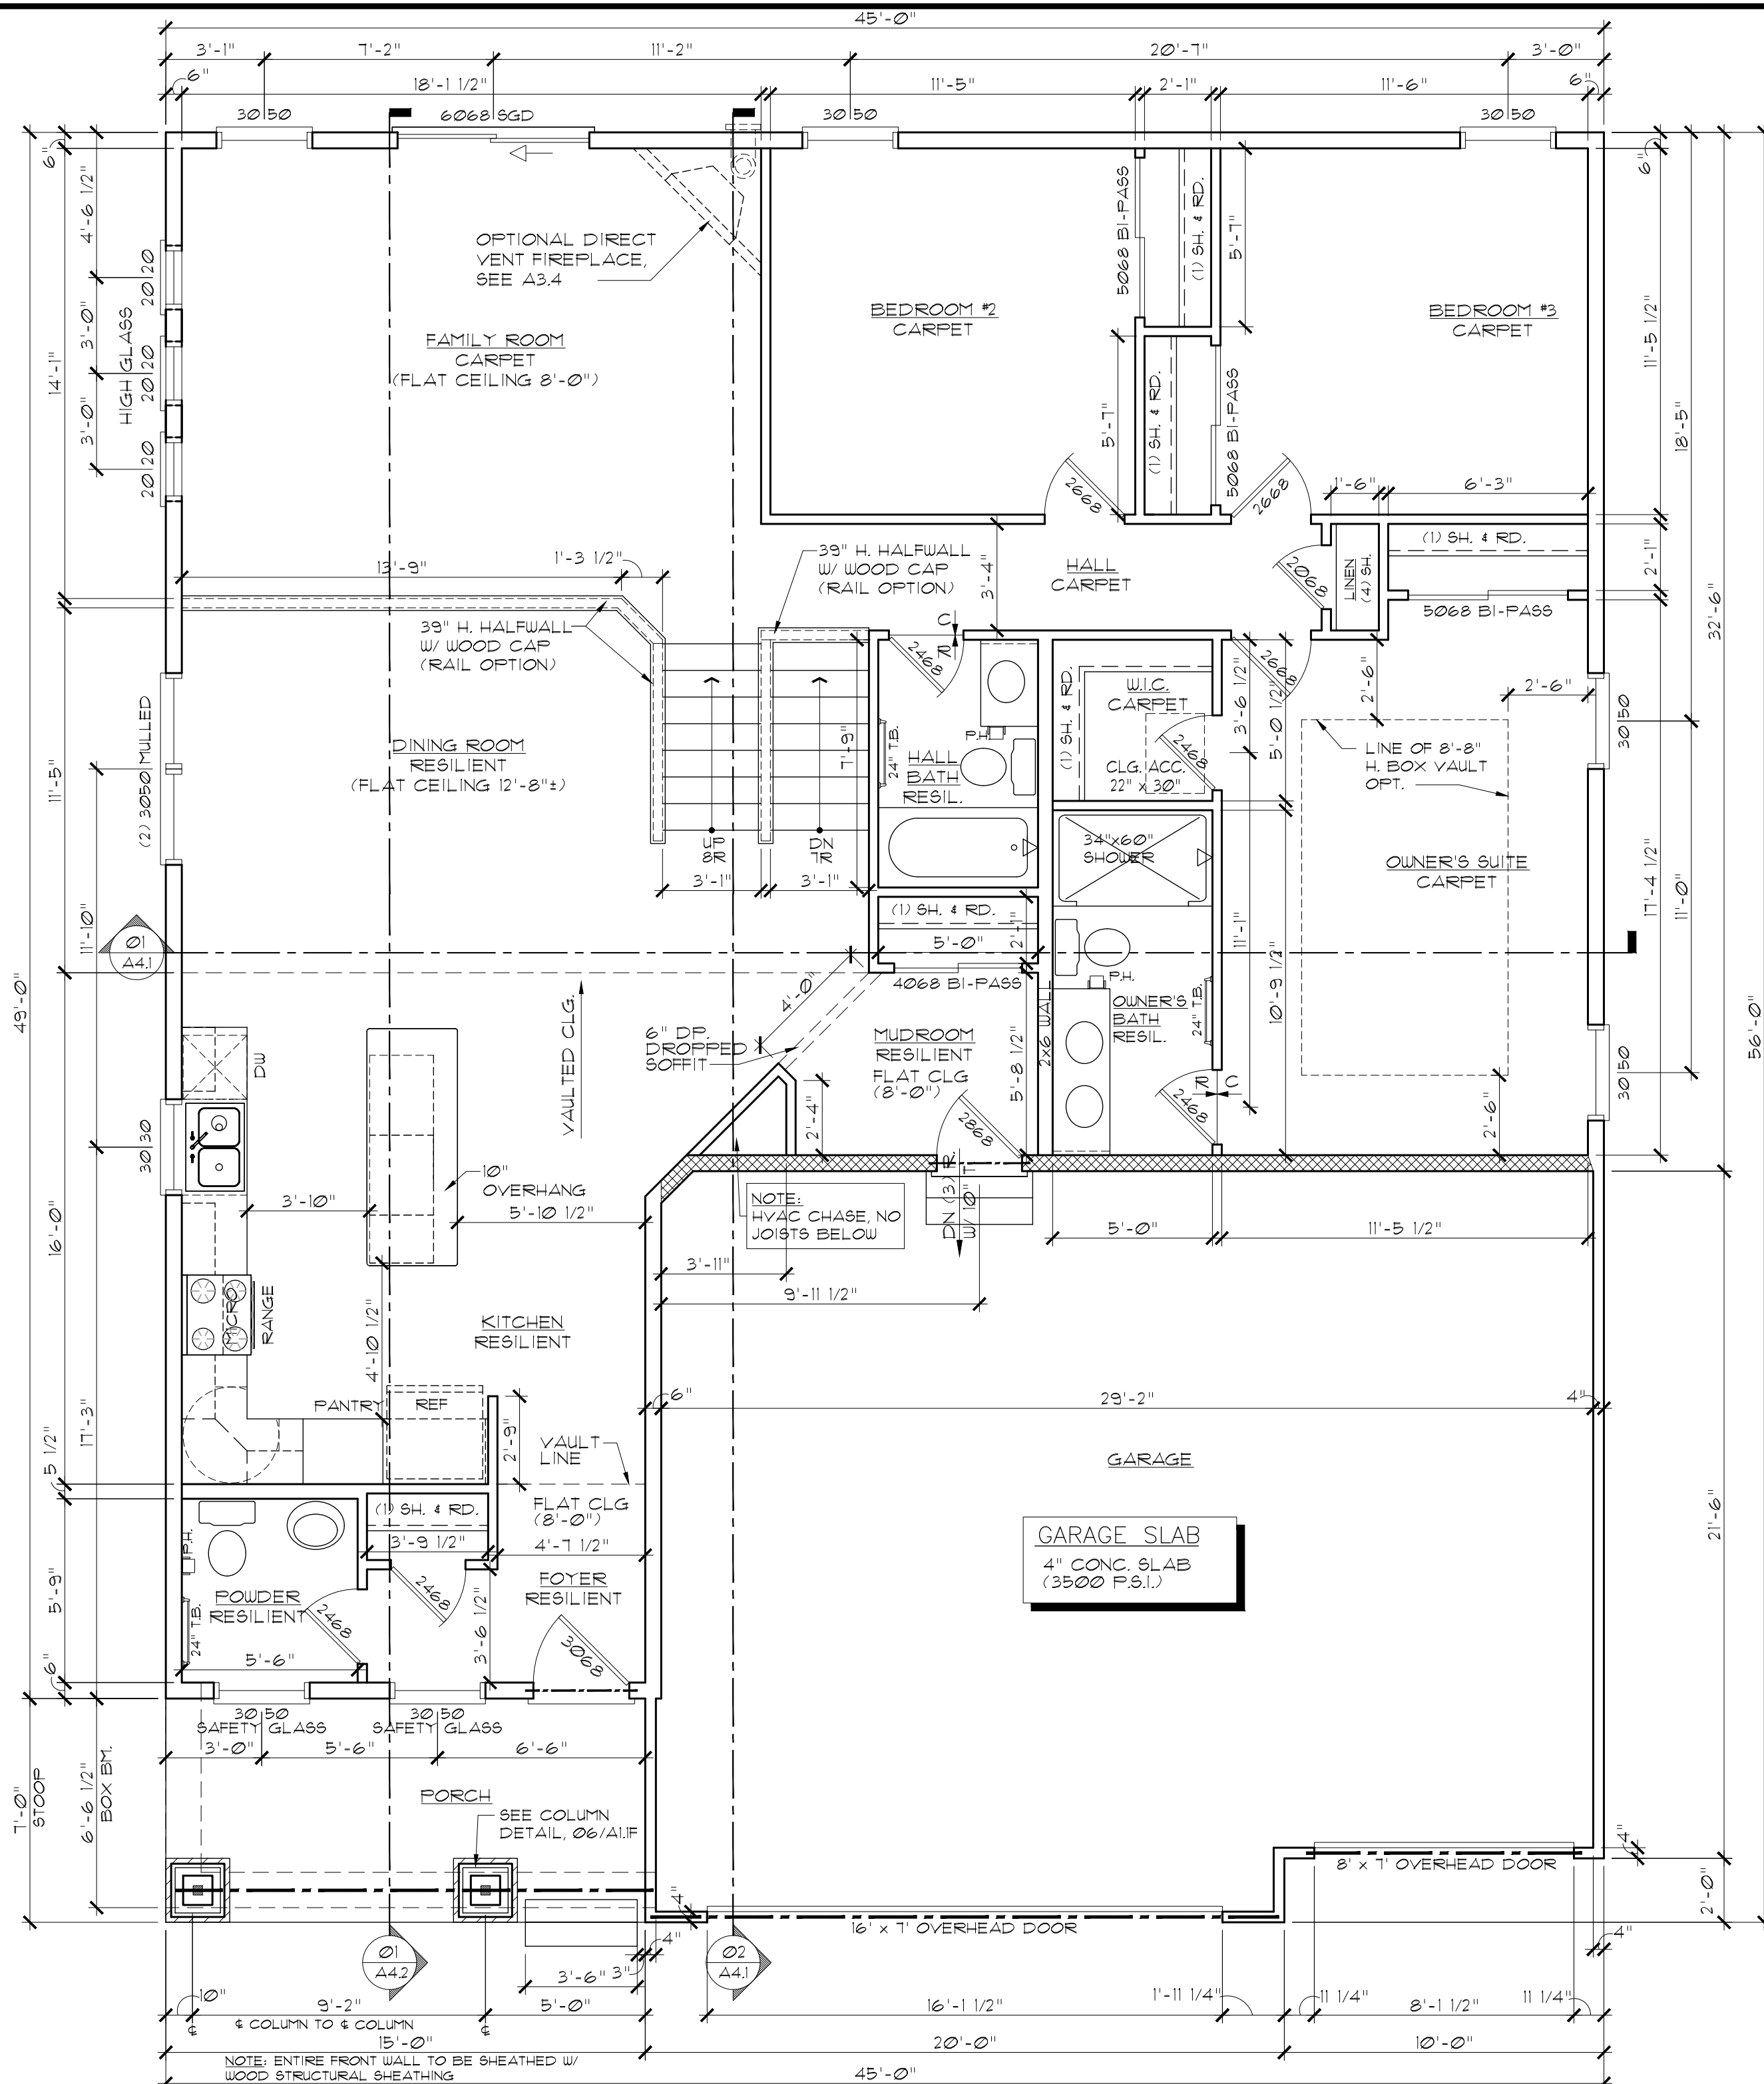 45'-0"
3'-1" 7'-2" 11'-2" 20'-7" 3'-0"
6" 18'-1 1/2" 11'-5" 2'-1" 11'-6" 6"
3050 6068 SGD 3050 3050
6"
4'-6 1/2"
14'-1"
3'-0"
3'-0"
HIGH GLASS
2020
2020
2020
OPTIONAL DIRECT
VENT FIREPLACE,
SEE A3.4
FAMILY ROOM
CARPET
(FLAT CEILING 8'-0")
BEDROOM #2
CARPET
5068 BI-PASS
(1) SH. & RD.
5'-7"
BEDROOM #3
CARPET
5'-7"
(1) SH. & RD.
5068 BI-PASS
2668
2668
6"
11'-5 1/2"
18'-5"
32'-6"
1'-6" 6'-3"
(1) SH. & RD.
2'-1"
LINEN
(4) SH.
2068
5068 BI-PASS
HALL
CARPET
3'-4"
39" H. HALFWALL
W/ WOOD CAP
(RAIL OPTION)
13'-9" 1'-3 1/2"
39" H. HALFWALL
W/ WOOD CAP
(RAIL OPTION)
DINING ROOM
RESILIENT
(FLAT CEILING 12'-8"±)
(2) 3050 MULLED
11'-5"
11'-10"
49'-0"
UP
8R
DN
7R
3'-1" 3'-1"
7'-9"
C
R
2468
24" T.B.
P.H.
HALL
BATH
RESIL.
(1) SH. & RD.
W.I.C.
CARPET
2468
CLG. ACC.
22" x 30"
3'-6 1/2"
5'-0 1/2"
2668
2'-6"
2'-6"
LINE OF 8'-8"
H. BOX VAULT
OPT.
3050
OWNER'S SUITE
CARPET
17'-4 1/2"
11'-0"
56'-0"
34"x60"
SHOWER
11'-1"
10'-9 1/2"
(1) SH. & RD.
5'-0" 2'-1"
4068 BI-PASS
01
A4.1
4'-0"
VAULTED CLG.
6" DP.
DROPPED
SOFFIT
MUDROOM
RESILIENT
FLAT CLG
(8'-0")
2x6 WALL
5'-8 1/2"
P.H.
OWNER'S
BATH
RESIL.
24" T.B.
R C
2468
2'-6"
3050
DW
3030
16'-0"
2'-4"
2868
10"
OVERHANG
3'-10" 5'-10 1/2"
NOTE:
HVAC CHASE, NO
JOISTS BELOW
DN (3) R.
W/ 10" T.
5'-0" 11'-5 1/2"
3'-11"
9'-11 1/2"
MICRO
RANGE
KITCHEN
RESILIENT
4'-10 1/2"
PANTRY REF
2'-9"
VAULT
LINE
6" 29'-2" 4"
GARAGE
21'-6"
17'-3"
5 1/2"
FLAT CLG
(8'-0")
(1) SH. & RD.
3'-9 1/2" 4'-7 1/2"
GARAGE SLAB
4" CONC. SLAB
(3500 P.S.I.)
P.H.
5'-9"
POWDER
RESILIENT
24" T.B.
2468
2468
FOYER
RESILIENT
3'-6 1/2"
3068
5'-6"
6"
3050 3050
SAFETY GLASS SAFETY GLASS
3'-0" 5'-6" 6'-6"
7'-0"
STOOP
6'-6 1/2"
BOX BM.
PORCH
SEE COLUMN
DETAIL, 06/A1.1F
4"
8' x 7' OVERHEAD DOOR
2'-0"
4"
16' x 7' OVERHEAD DOOR
4"
01
A4.2
4"
02
A4.1
3'-6" 3"
10" 9'-2" 5'-0" 16'-1 1/2" 1'-11 1/4" 11 1/4" 8'-1 1/2" 11 1/4"
℄ COLUMN TO ℄ COLUMN
℄ ℄
15'-0" 20'-0" 10'-0"
NOTE: ENTIRE FRONT WALL TO BE SHEATHED W/
WOOD STRUCTURAL SHEATHING
45'-0"